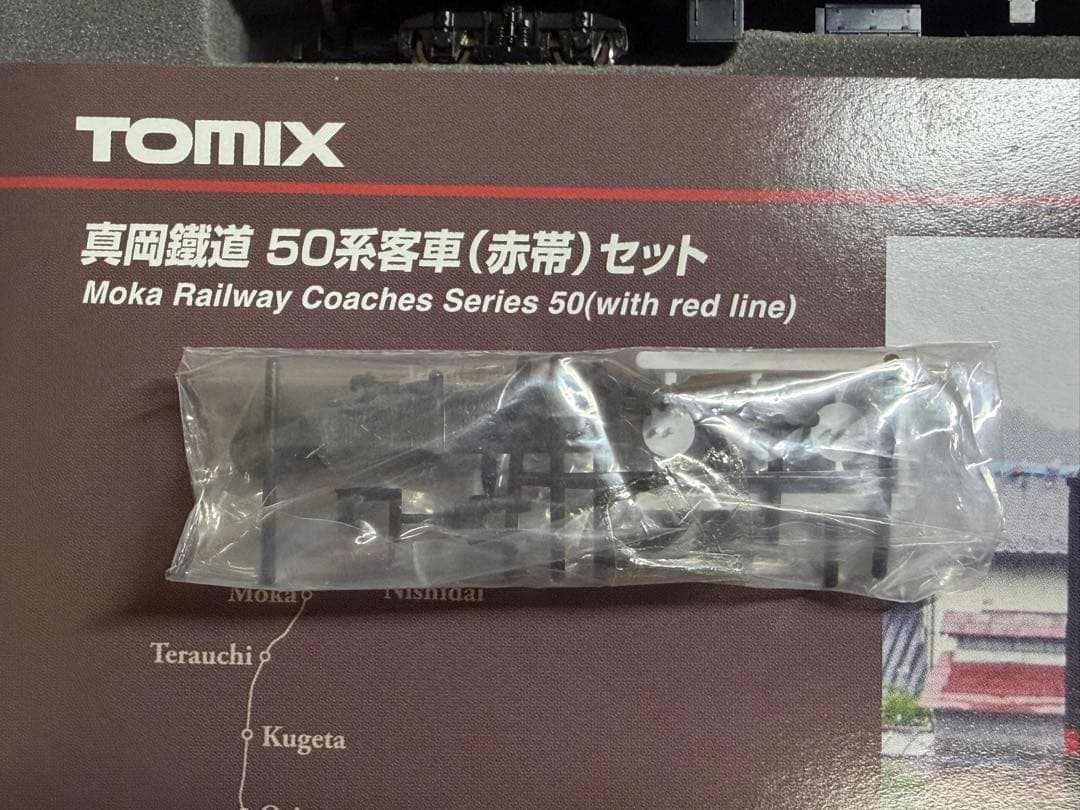 TOMIX
真岡鐵道 50系客車(赤帯)セット
Moka Railway Coaches Series 50(with red line)
Moka Nishidai
Terauchi
Kugeta